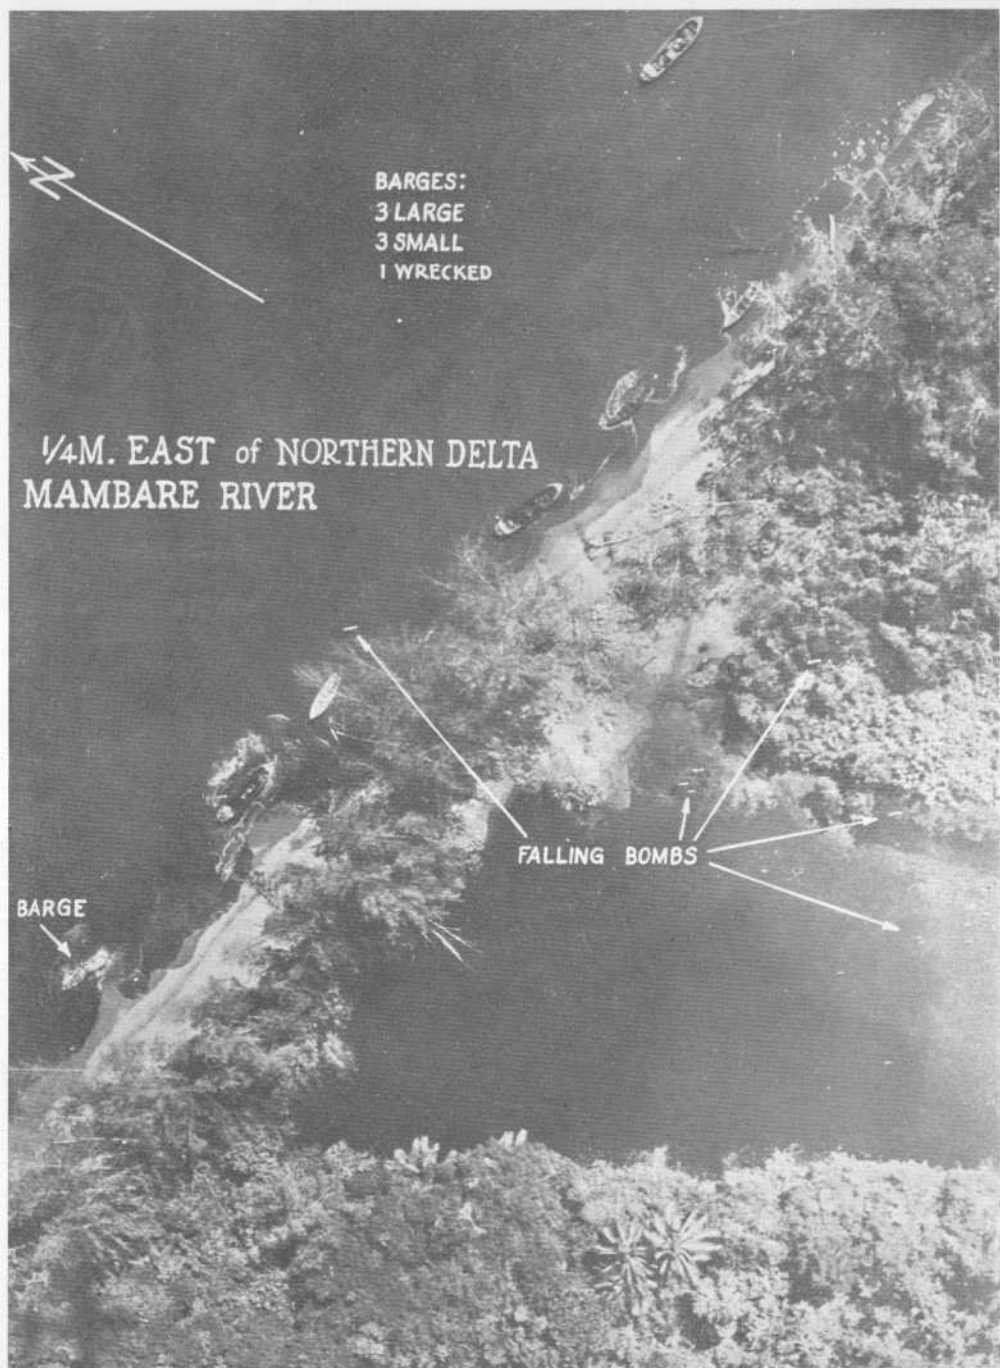 N
BARGES:
3 LARGE
3 SMALL
1 WRECKED
1/4M. EAST of NORTHERN DELTA
MAMBARE RIVER
FALLING BOMBS
BARGE